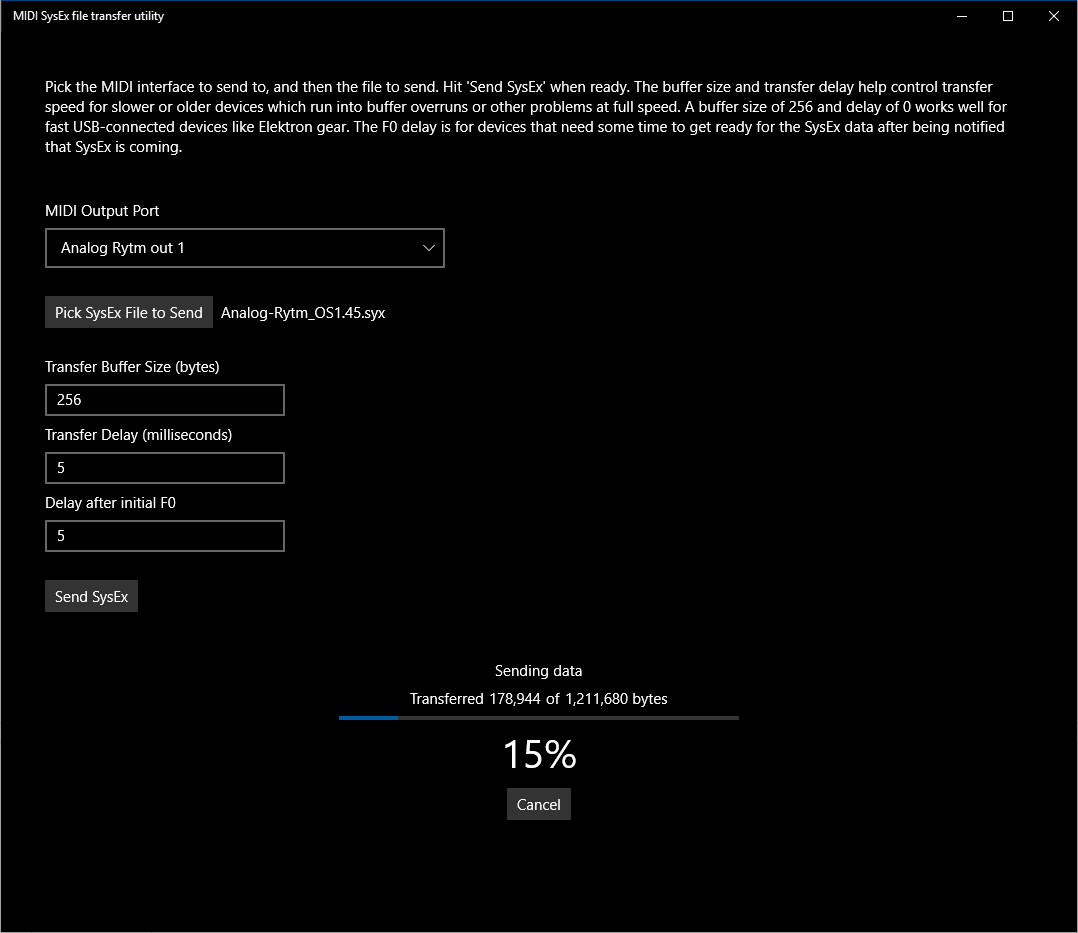 MIDI SysEx file transfer utility
Pick the MIDI interface to send to, and then the file to send. Hit 'Send SysEx' when ready. The buffer size and transfer delay help control transfer
speed for slower or older devices which run into buffer overruns or other problems at full speed. A buffer size of 256 and delay of 0 works well for
fast USB-connected devices like Elektron gear. The F0 delay is for devices that need some time to get ready for the SysEx data after being notified
that SysEx is coming.
MIDI Output Port
Analog Rytm out 1
Pick SysEx File to Send Analog-Rytm_OS1.45.syx
Transfer Buffer Size (bytes)
256
Transfer Delay (milliseconds)
5
Delay after initial F0
5
Send SysEx
Sending data
Transferred 178,944 of 1,211,680 bytes
15%
Cancel